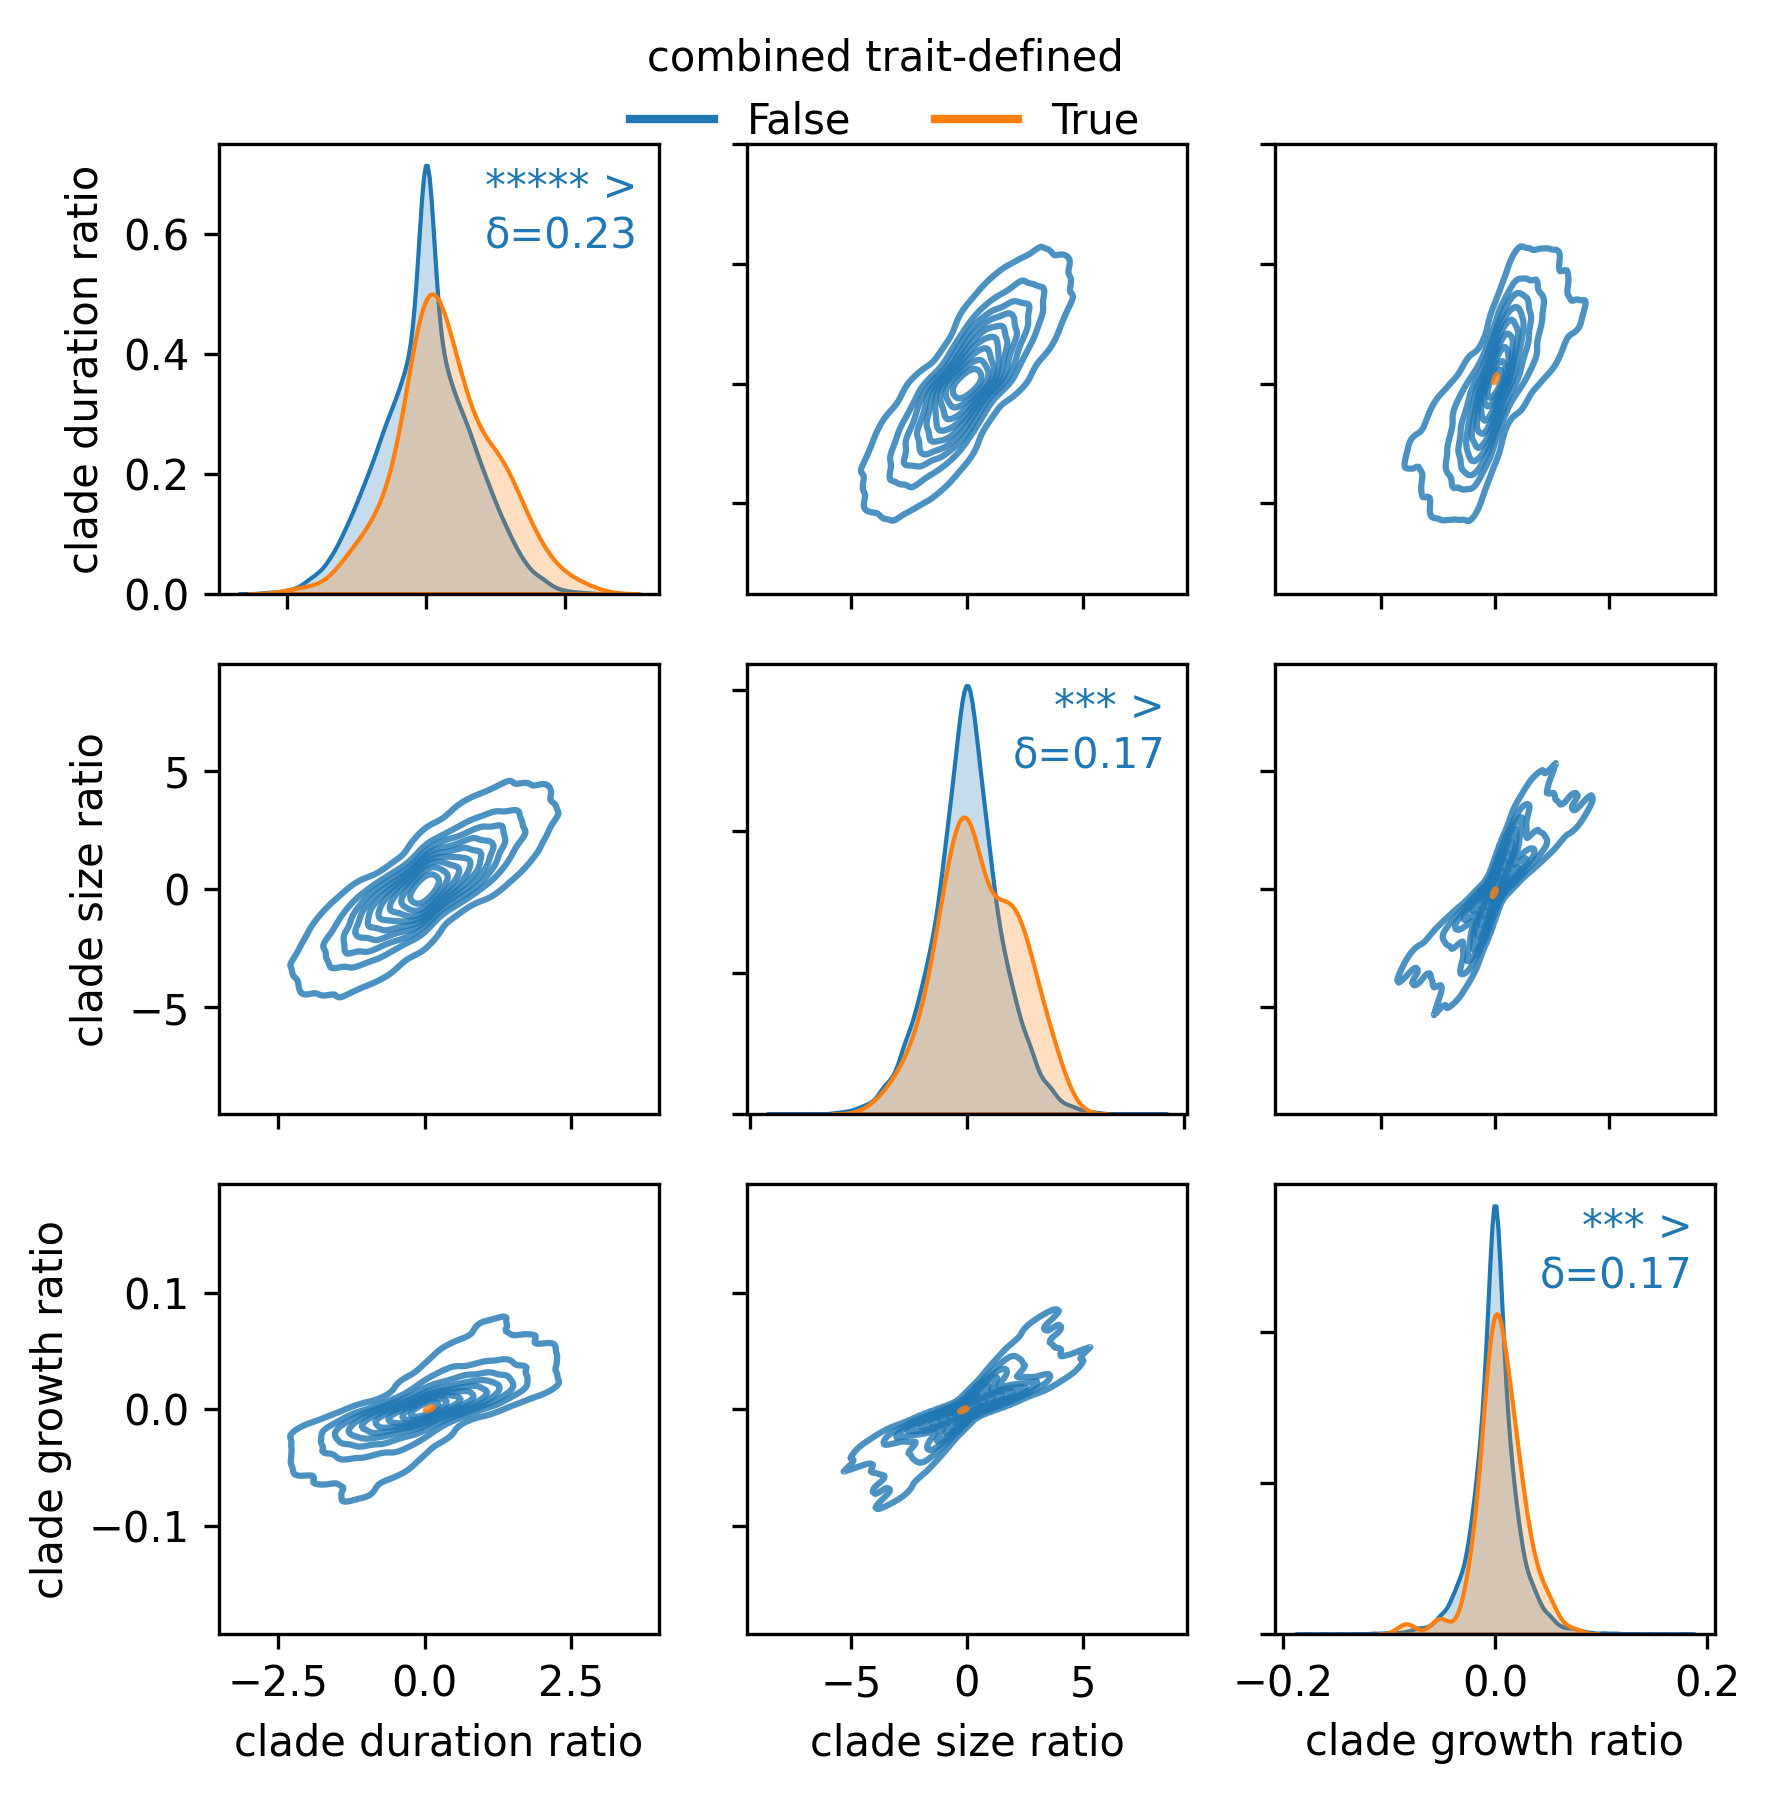 combined trait-defined
False True
clade duration ratio
0.6
0.4
0.2
0.0
***** >
δ=0.23
clade size ratio
5
0
−5
*** >
δ=0.17
clade growth ratio
0.1
0.0
−0.1
*** >
δ=0.17
−2.5 0.0 2.5
−5 0 5
−0.2 0.0 0.2
clade duration ratio
clade size ratio
clade growth ratio